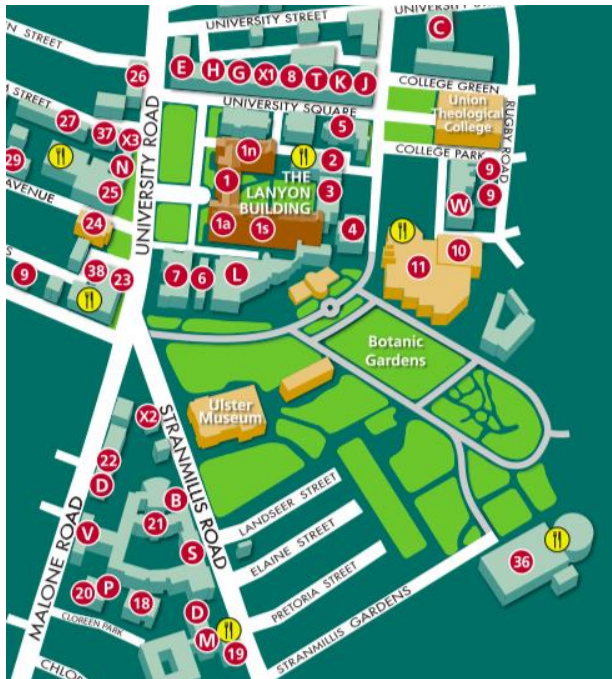 UNIVERSITY STREET
UNIVERSITY
C
EN STREET
26
E
H
G
X1
8
T
K
J
COLLEGE GREEN
UNIVERSITY SQUARE
Union
Theological
College
RUGBY ROAD
M STREET
27
37
X3
5
COLLEGE PARK
1n
2
N
29
25
UNIVERSITY ROAD
1
THE
LANYON
BUILDING
3
9
9
W
AVENUE
24
1a
1s
4
10
11
S
9
38
23
7
6
L
Botanic
Gardens
Ulster
Museum
X2
STRANMILLIS ROAD
22
D
B
21
LANDSEER STREET
V
S
ELAINE STREET
MALONE ROAD
36
20
P
18
D
PRETORIA STREET
CLOREEN PARK
M
19
STRANMILLIS GARDENS
CHLO